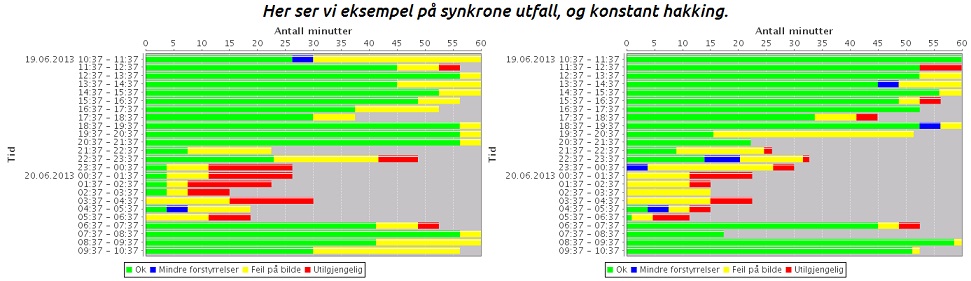 Her ser vi eksempel på synkrone utfall, og konstant hakking.
Antall minutter
0 5 10 15 20 25 30 35 40 45 50 55 60
Tid
19.06.2013 10:37 - 11:37
11:37 - 12:37
12:37 - 13:37
13:37 - 14:37
14:37 - 15:37
15:37 - 16:37
16:37 - 17:37
17:37 - 18:37
18:37 - 19:37
19:37 - 20:37
20:37 - 21:37
21:37 - 22:37
22:37 - 23:37
23:37 - 00:37
20.06.2013 00:37 - 01:37
01:37 - 02:37
02:37 - 03:37
03:37 - 04:37
04:37 - 05:37
05:37 - 06:37
06:37 - 07:37
07:37 - 08:37
08:37 - 09:37
09:37 - 10:37
Ok Mindre forstyrrelser Feil på bilde Utilgjengelig
Antall minutter
0 5 10 15 20 25 30 35 40 45 50 55 60
Tid
19.06.2013 10:37 - 11:37
11:37 - 12:37
12:37 - 13:37
13:37 - 14:37
14:37 - 15:37
15:37 - 16:37
16:37 - 17:37
17:37 - 18:37
18:37 - 19:37
19:37 - 20:37
20:37 - 21:37
21:37 - 22:37
22:37 - 23:37
23:37 - 00:37
20.06.2013 00:37 - 01:37
01:37 - 02:37
02:37 - 03:37
03:37 - 04:37
04:37 - 05:37
05:37 - 06:37
06:37 - 07:37
07:37 - 08:37
08:37 - 09:37
09:37 - 10:37
Ok Mindre forstyrrelser Feil på bilde Utilgjengelig